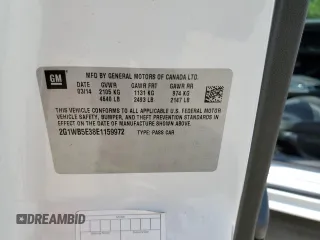 GM
MFD BY GENERAL MOTORS OF CANADA LTD.
DATE GVWR GAWR FRT GAWR RR
03/14 2105 KG 1131 KG 974 KG
4640 LB 2493 LB 2147 LB
THIS VEHICLE CONFORMS TO ALL APPLICABLE U.S. FEDERAL MOTOR VEHICLE
SAFETY, BUMPER, AND THEFT PREVENTION STANDARDS IN EFFECT
ON THE DATE OF MANUFACTURE SHOWN ABOVE.
2G1WB5E38E1159972 TYPE: PASS CAR
DREAMBID